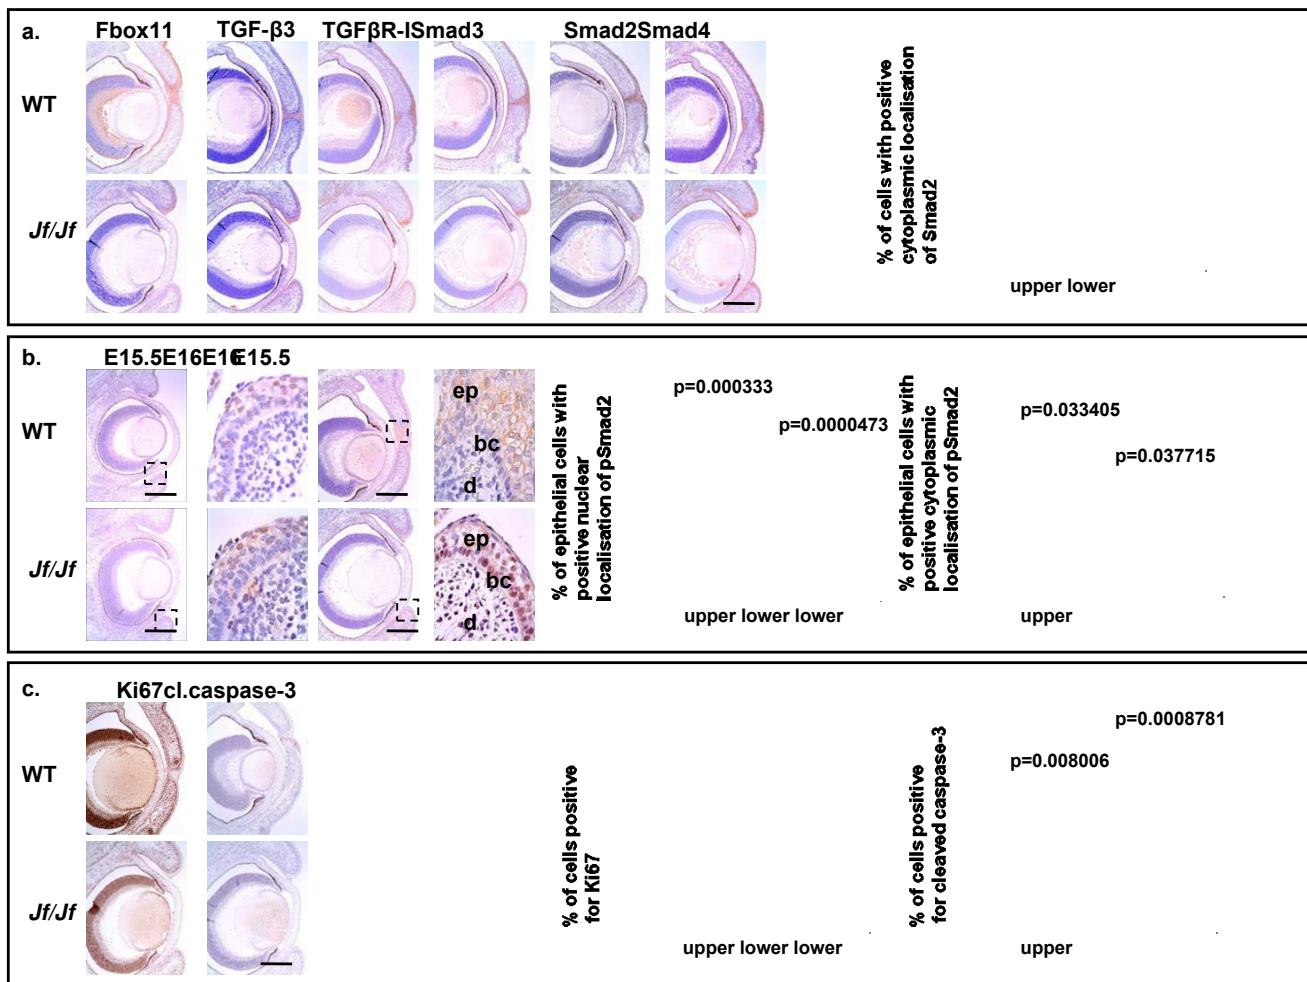 a.
Fbox11 TGF-β3 TGFβR-ISmad3 Smad2Smad4
WT
Jf/Jf
% of cells with positive
cytoplasmic localisation
of Smad2
upper lower
b.
E15.5E16E16E15.5
WT
Jf/Jf
ep
bc
d
ep
bc
d
% of epithelial cells with
positive nuclear
localisation of pSmad2
p=0.000333
p=0.0000473
upper lower lower
% of epithelial cells with
positive cytoplasmic
localisation of pSmad2
p=0.033405
p=0.037715
upper
c.
Ki67cl.caspase-3
WT
Jf/Jf
% of cells positive
for Ki67
upper lower lower
% of cells positive
for cleaved caspase-3
p=0.0008781
p=0.008006
upper